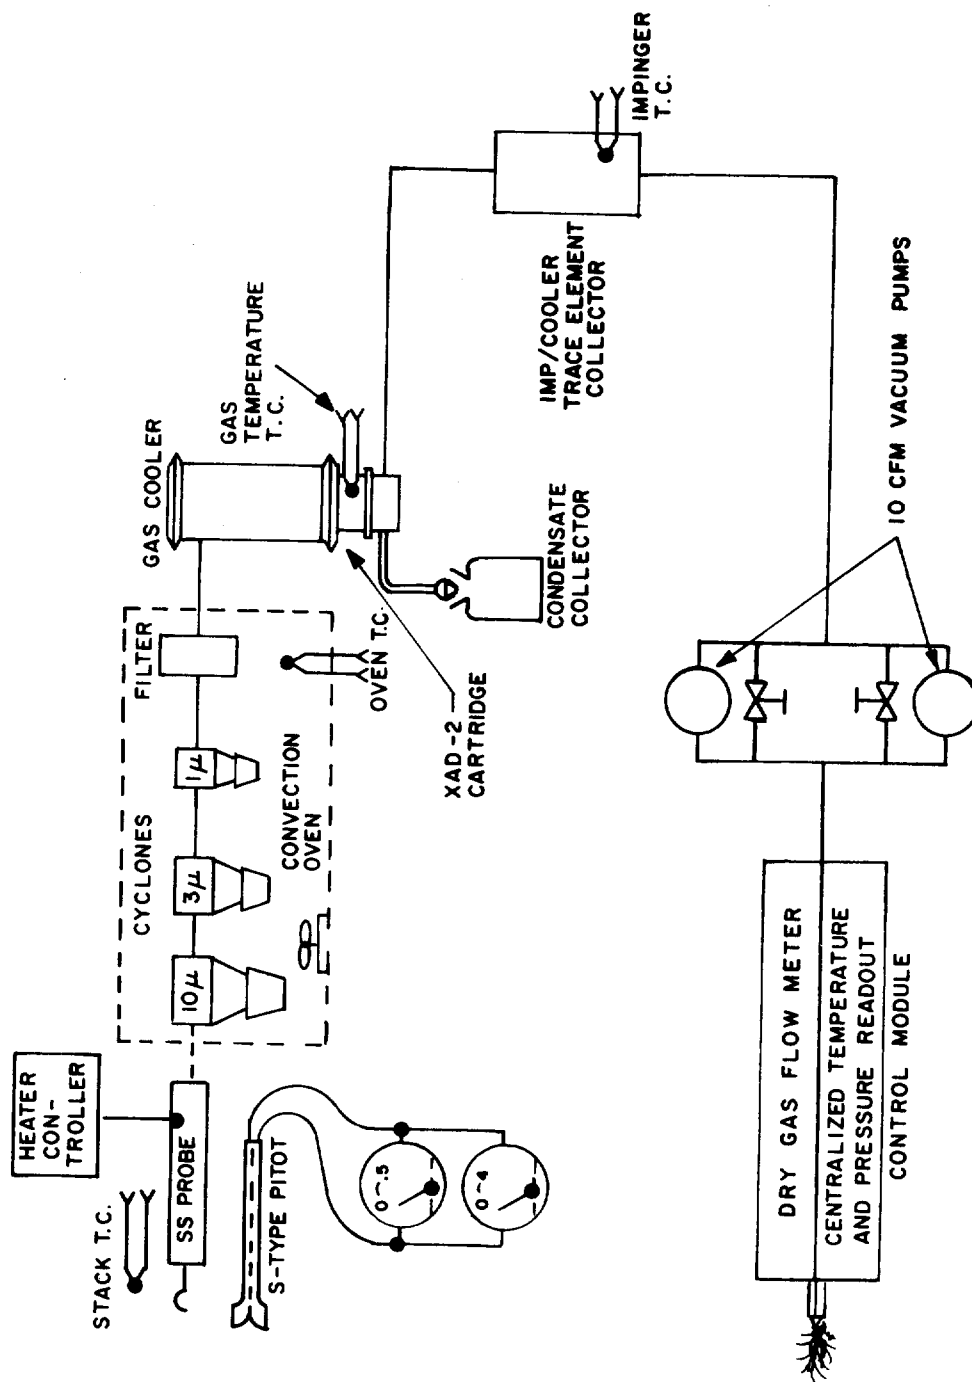 HEATER
CON-
TROLLER
STACK T.C.
SS PROBE
S-TYPE PITOT
0~.5
0~4
CYCLONES
10μ
3μ
1μ
CONVECTION
OVEN
FILTER
OVEN T.C.
GAS COOLER
GAS
TEMPERATURE
T.C.
XAD-2
CARTRIDGE
CONDENSATE
COLLECTOR
IMP/COOLER
TRACE ELEMENT
COLLECTOR
IMPINGER
T.C.
10 CFM VACUUM PUMPS
DRY GAS FLOW METER
CENTRALIZED TEMPERATURE
AND PRESSURE READOUT
CONTROL MODULE